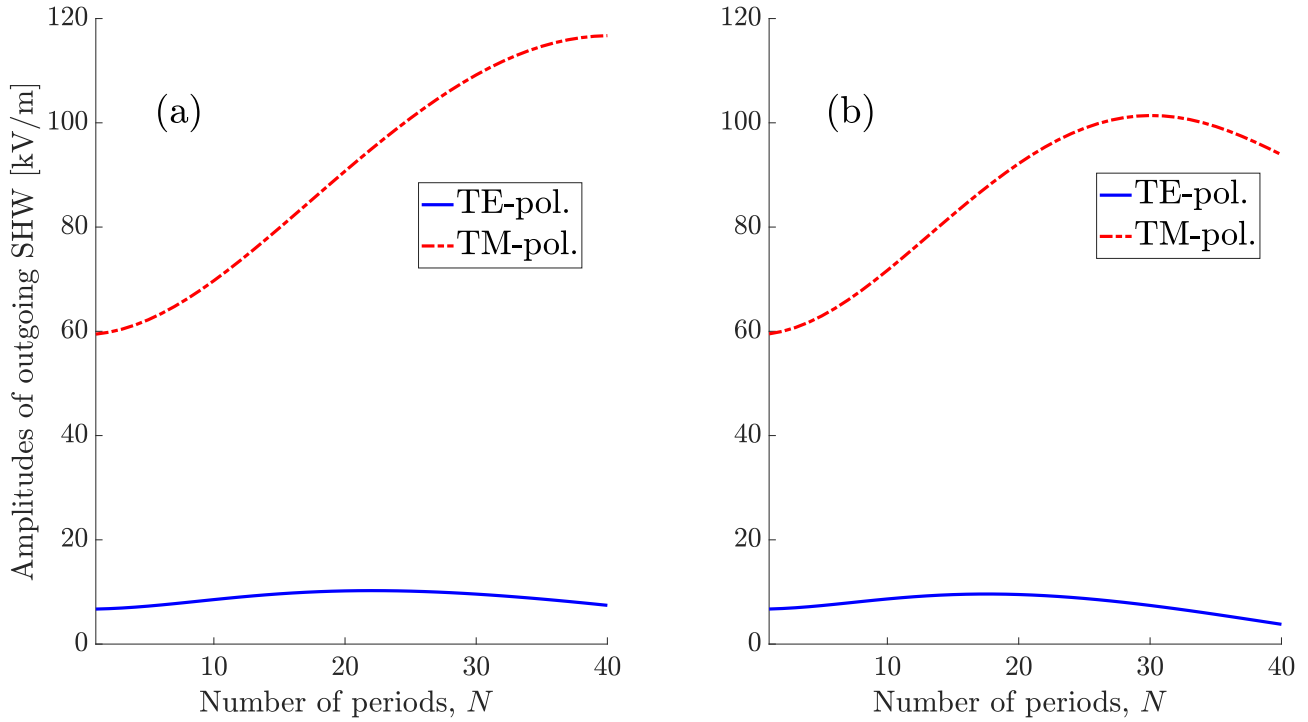 Amplitudes of outgoing SHW [kV/m]
120
100
80
60
40
20
0
(a)
TE-pol.
TM-pol.
10 20 30 40
Number of periods, N
120
100
80
60
40
20
0
(b)
TE-pol.
TM-pol.
10 20 30 40
Number of periods, N